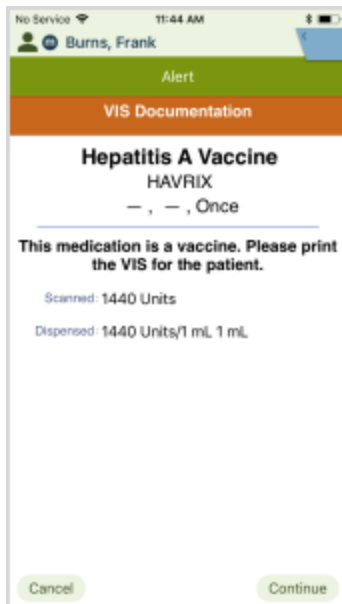 No Service 11:44 AM
m Burns, Frank
Alert
VIS Documentation
Hepatitis A Vaccine
HAVRIX
— , — , Once
This medication is a vaccine. Please print
the VIS for the patient.
Scanned: 1440 Units
Dispensed: 1440 Units/1 mL 1 mL
Cancel Continue